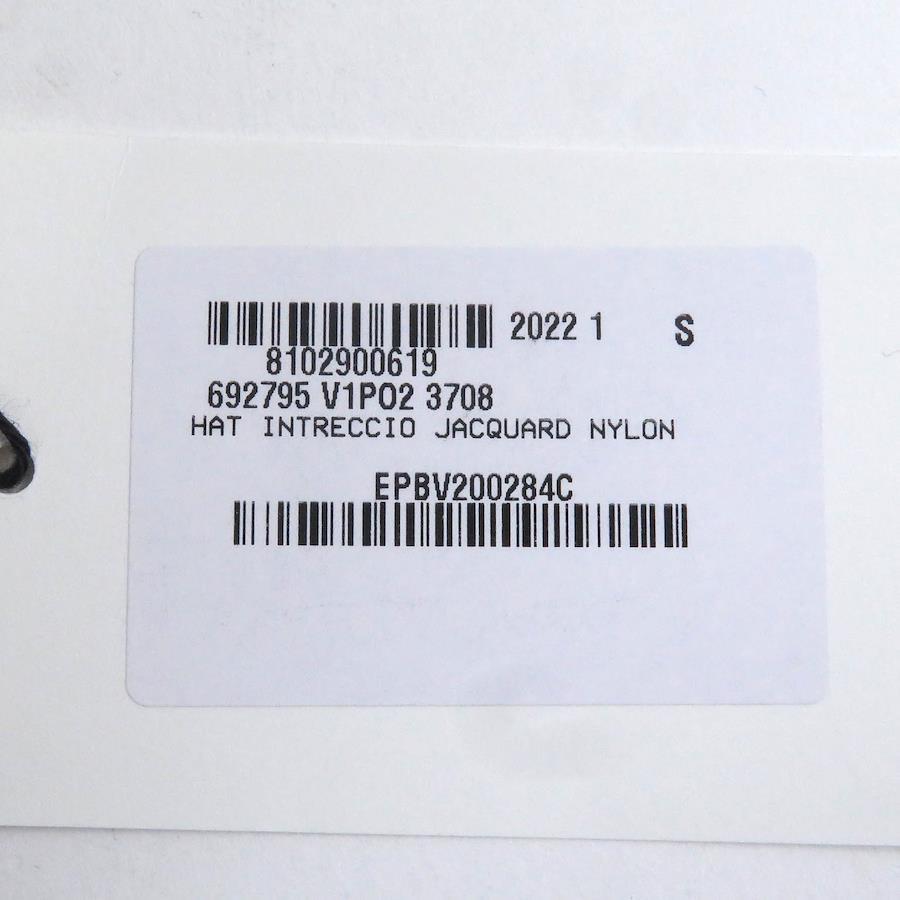 2022 1 S
8102900619
692795 V1PO2 3708
HAT INTRECCIO JACQUARD NYLON
EPBV200284C